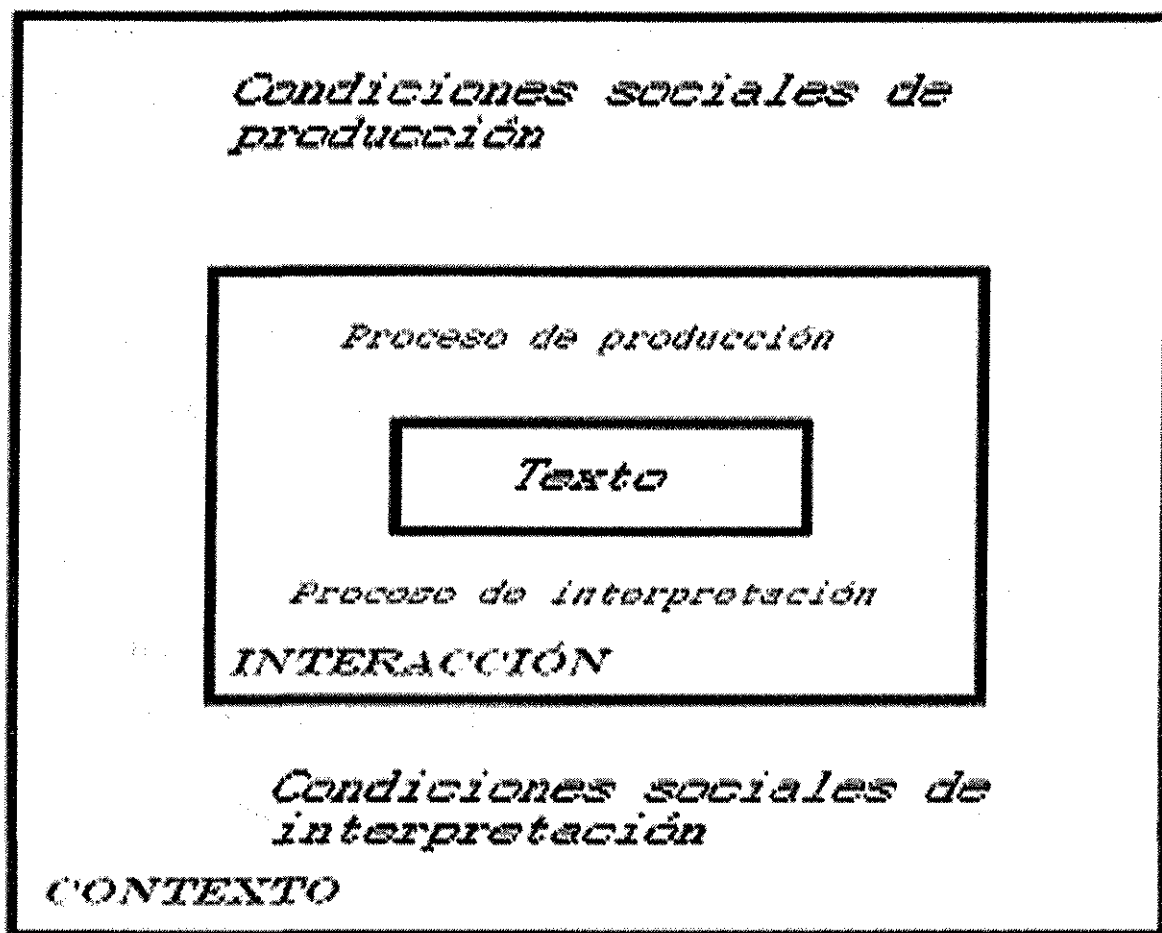 Condiciones sociales de
producción
Proceso de producción
Texto
Proceso de interpretación
INTERACCIÓN
Condiciones sociales de
interpretación
CONTEXTO